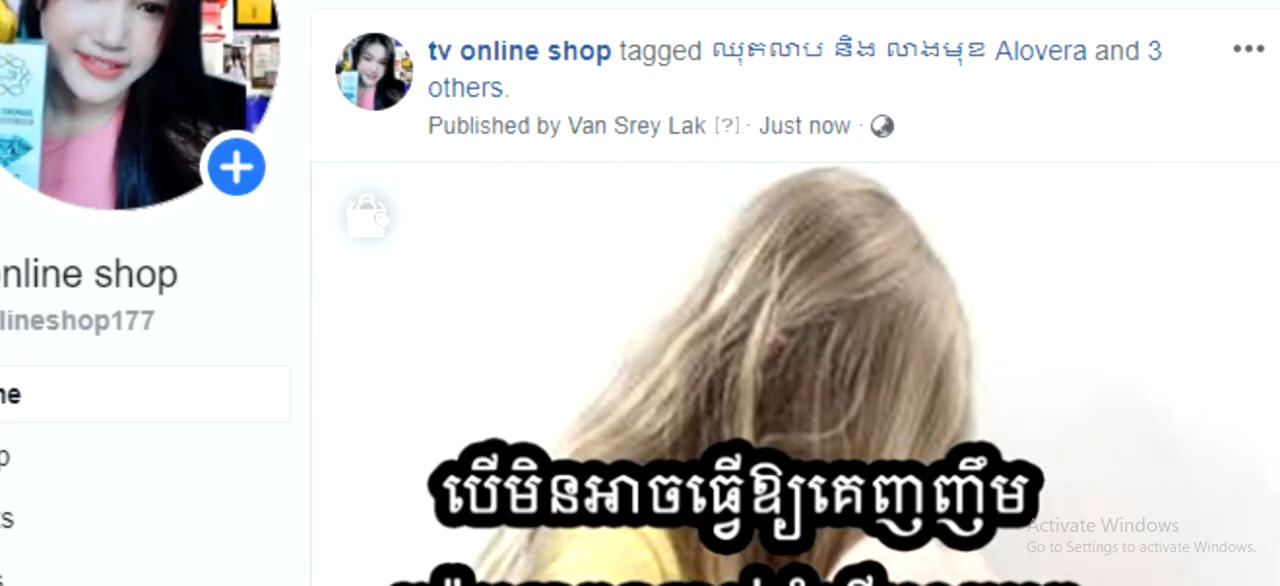 tv online shop tagged ឈុតលាប និង លាងមុខ Alovera and 3
others.
Published by Van Srey Lak [?] · Just now ·
online shop
lineshop177
បើមិនអាចធ្វើឱ្យគេញញឹម
Activate Windows
Go to Settings to activate Windows.